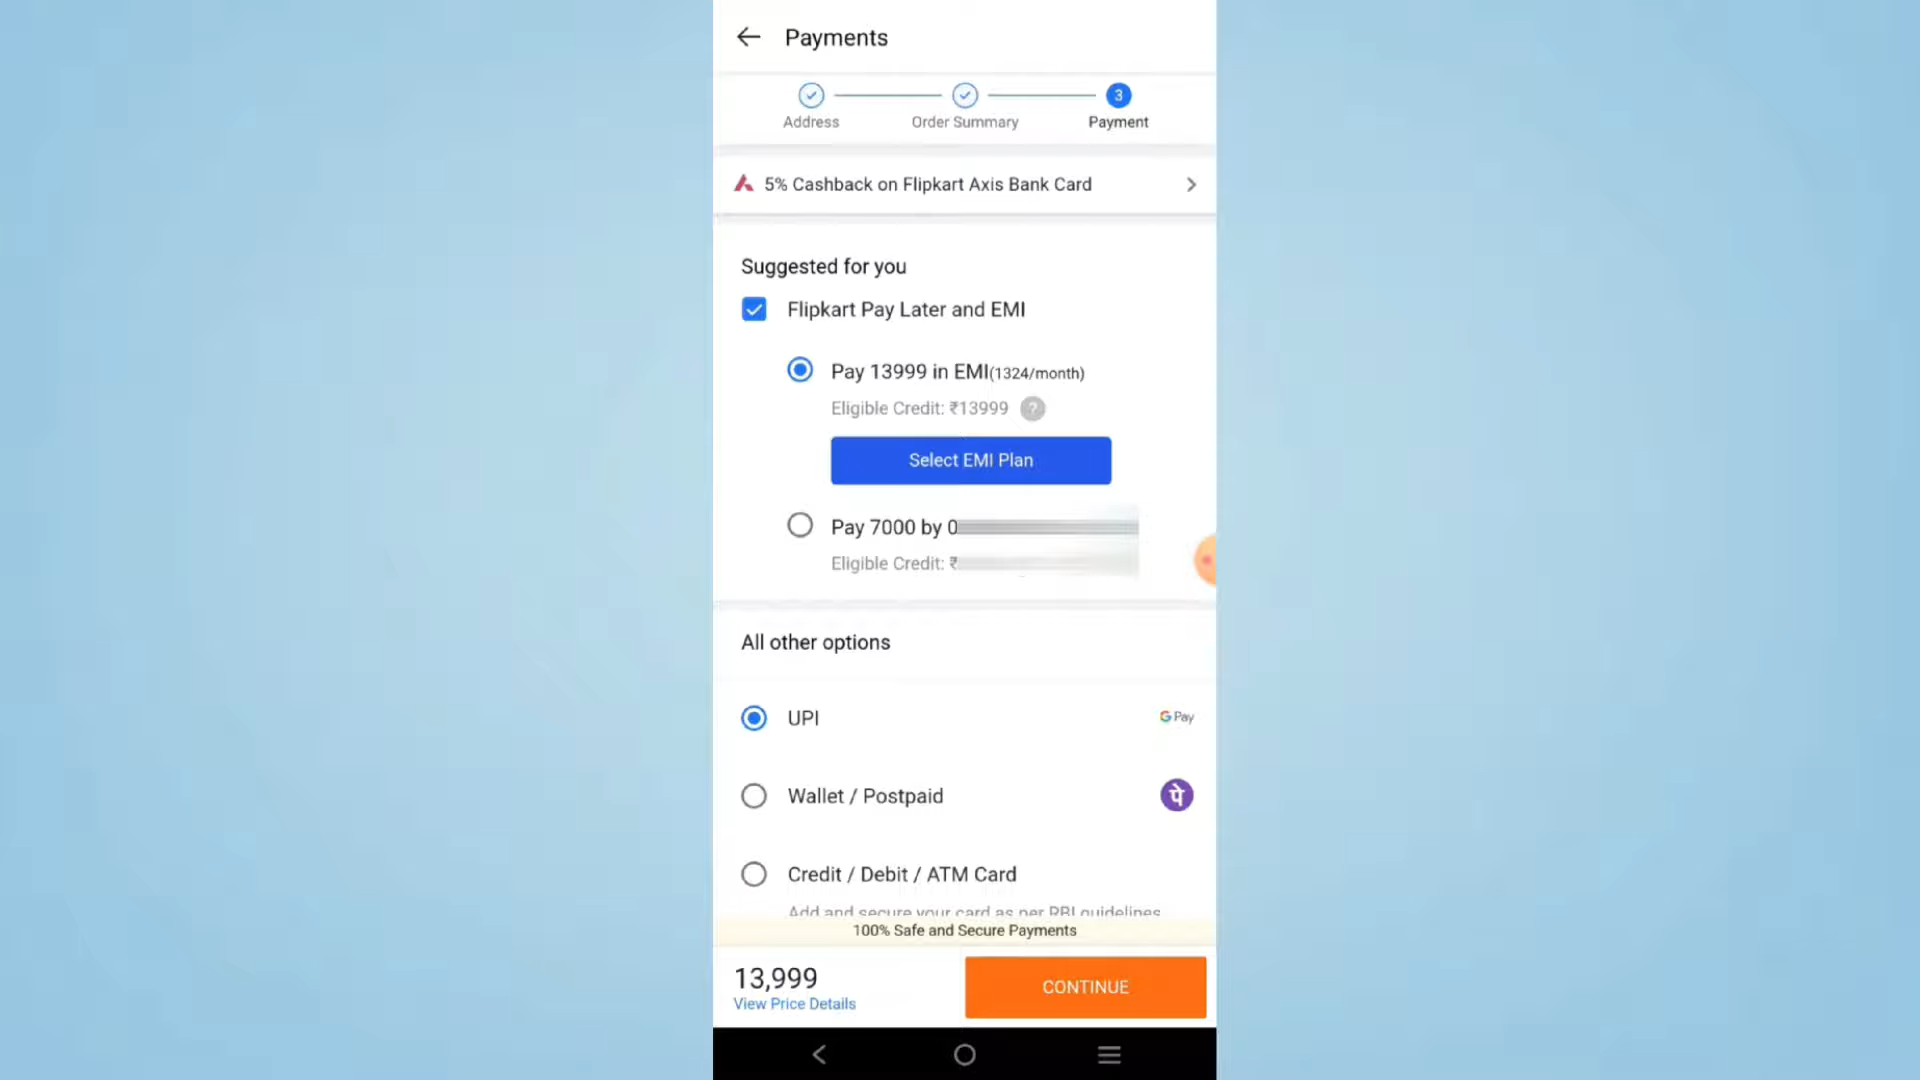 Payments
3
Address
Order Summary
Payment
5% Cashback on Flipkart Axis Bank Card
Suggested for you
Flipkart Pay Later and EMI
Pay 13999 in EMI(1324/month)
Eligible Credit: ₹13999 ?
Select EMI Plan
Pay 7000 by 0
Eligible Credit: ₹
All other options
UPI
G Pay
Wallet / Postpaid
पे
Credit / Debit / ATM Card
Add and secure your card as per RBI guidelines
100% Safe and Secure Payments
13,999
CONTINUE
View Price Details